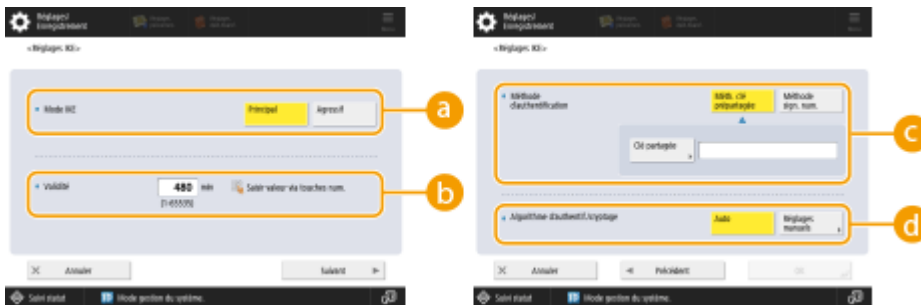 Réglages/
Enregistrement
Menu
<Réglages IKE>
Mode IKE
Principal
Agressif
a
Validité
480
min
Saisir valeur via touches num.
(1-65535)
b
Annuler
Suivant
Suivi statut
Mode gestion du système.
Réglages/
Enregistrement
Menu
<Réglages IKE>
Méthode
d'authentification
Méth. clé
prépartagée
Méthode
sign. num.
Clé partagée
c
Algorithme d'authentif./cryptage
Auto
Réglages
manuels
d
Annuler
Précédent
OK
Suivi statut
Mode gestion du système.